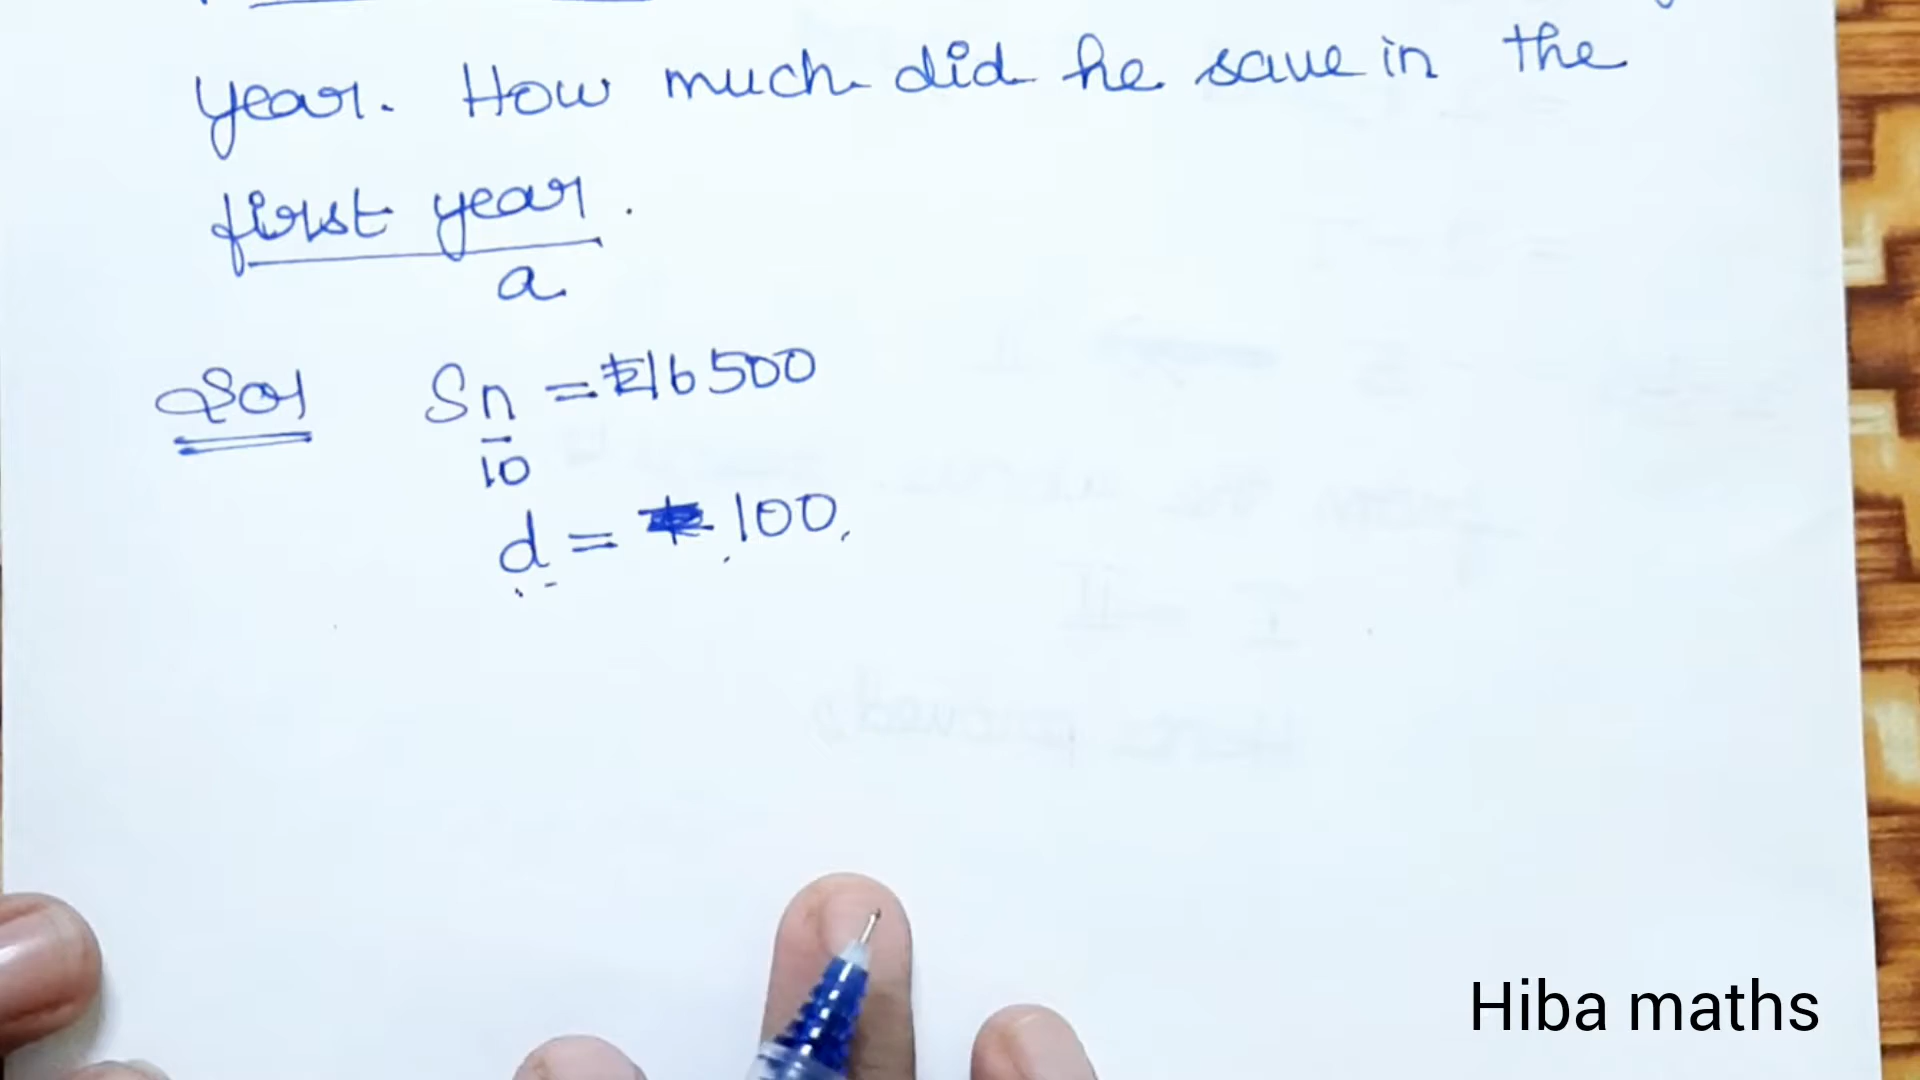 year. How much did he save in the
first year.
a
Sol Sn = ₹16500
10
d = 100,
Hiba maths